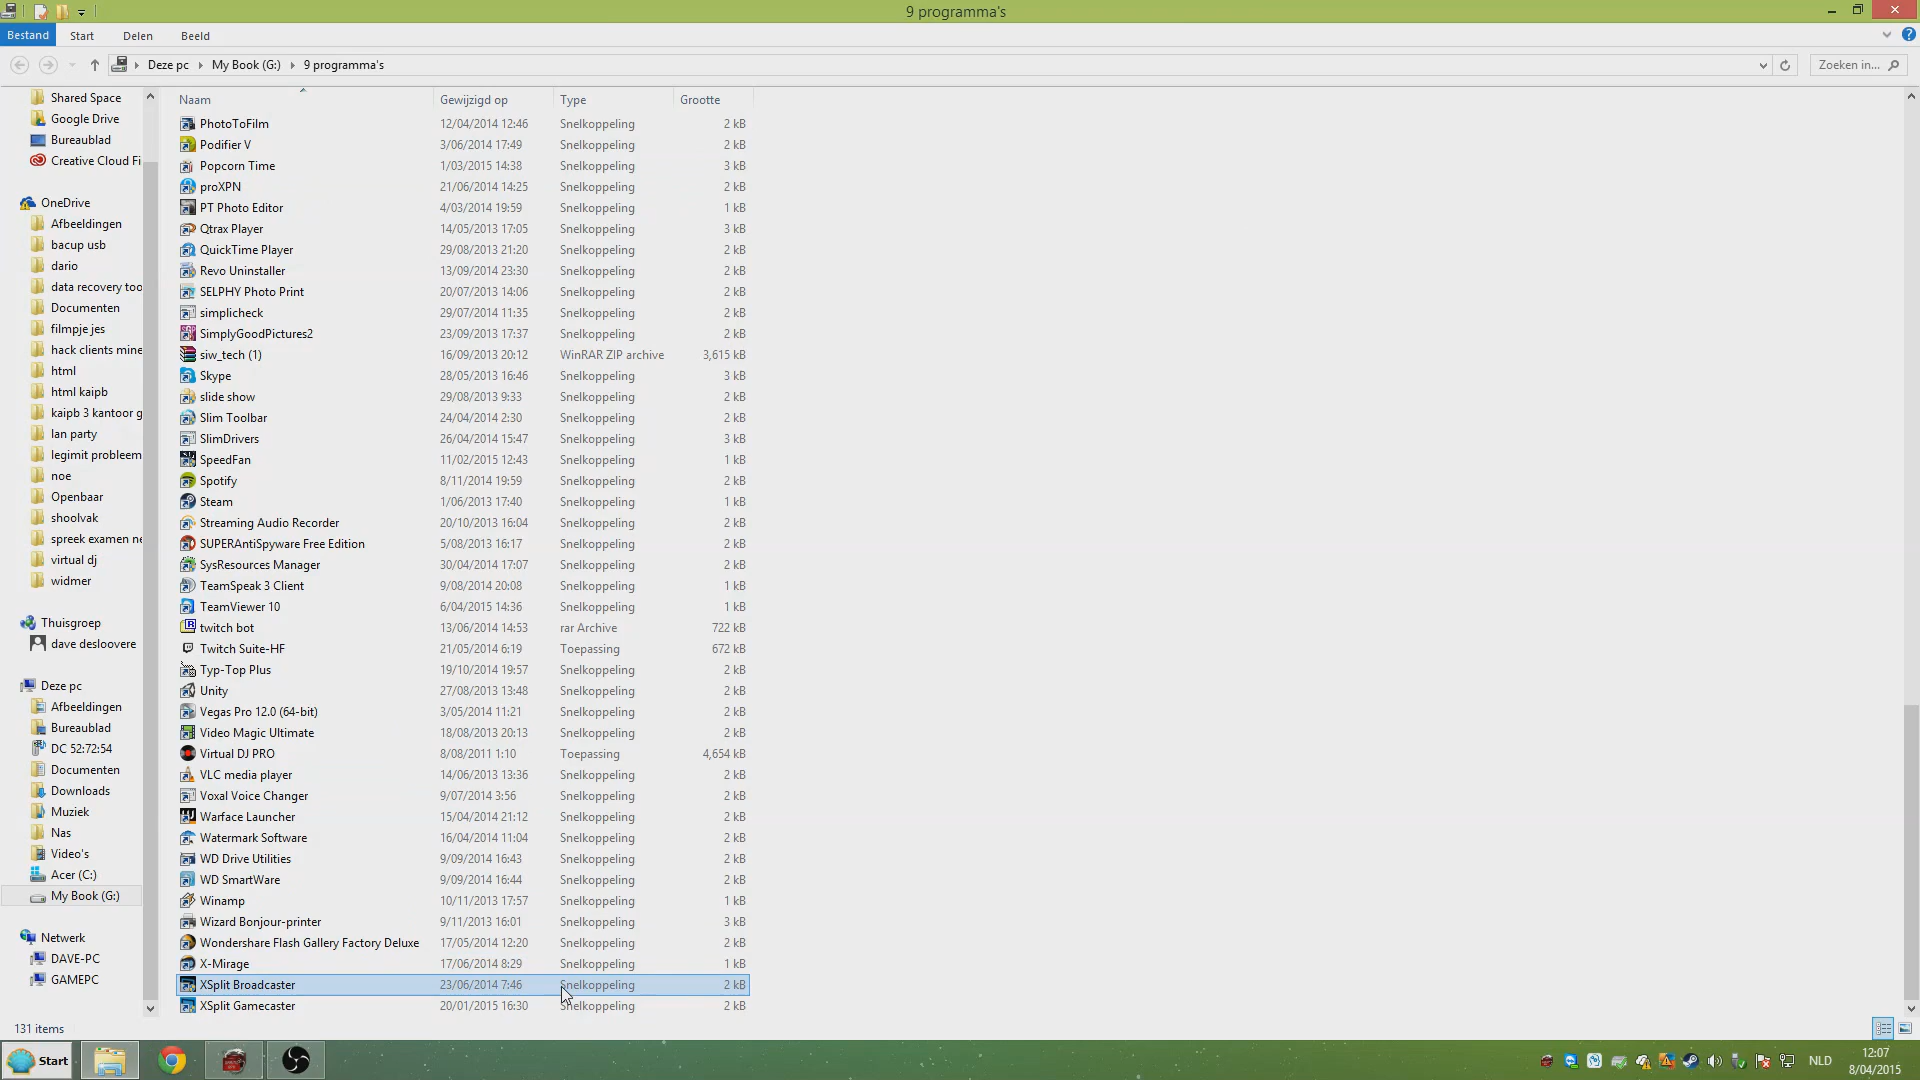 9 programma's
Bestand Start Delen Beeld
Deze pc My Book (G:) 9 programma's Zoeken in...
Naam Gewijzigd op Type Grootte
Shared Space
Google Drive
Bureaublad
Creative Cloud Fi
OneDrive
Afbeeldingen
bacup usb
dario
data recovery too
Documenten
filmpje jes
hack clients mine
html
html kaipb
kaipb 3 kantoor g
lan party
legimit probleem
noe
Openbaar
shoolvak
spreek examen ne
virtual dj
widmer
Thuisgroep
dave desloovere
Deze pc
Afbeeldingen
Bureaublad
DC 52:72:54
Documenten
Downloads
Muziek
Nas
Video's
Acer (C:)
My Book (G:)
Netwerk
DAVE-PC
GAMEPC
PhotoToFilm 12/04/2014 12:46 Snelkoppeling 2 kB
Podifier V 3/06/2014 17:49 Snelkoppeling 2 kB
Popcorn Time 1/03/2015 14:38 Snelkoppeling 3 kB
proXPN 21/06/2014 14:25 Snelkoppeling 2 kB
PT Photo Editor 4/03/2014 19:59 Snelkoppeling 1 kB
Qtrax Player 14/05/2013 17:05 Snelkoppeling 3 kB
QuickTime Player 29/08/2013 21:20 Snelkoppeling 2 kB
Revo Uninstaller 13/09/2014 23:30 Snelkoppeling 2 kB
SELPHY Photo Print 20/07/2013 14:06 Snelkoppeling 2 kB
simplicheck 29/07/2014 11:35 Snelkoppeling 2 kB
SimplyGoodPictures2 23/09/2013 17:37 Snelkoppeling 2 kB
siw_tech (1) 16/09/2013 20:12 WinRAR ZIP archive 3,615 kB
Skype 28/05/2013 16:46 Snelkoppeling 3 kB
slide show 29/08/2013 9:33 Snelkoppeling 2 kB
Slim Toolbar 24/04/2014 2:30 Snelkoppeling 2 kB
SlimDrivers 26/04/2014 15:47 Snelkoppeling 3 kB
SpeedFan 11/02/2015 12:43 Snelkoppeling 1 kB
Spotify 8/11/2014 19:59 Snelkoppeling 2 kB
Steam 1/06/2013 17:40 Snelkoppeling 1 kB
Streaming Audio Recorder 20/10/2013 16:04 Snelkoppeling 2 kB
SUPERAntiSpyware Free Edition 5/08/2013 16:17 Snelkoppeling 2 kB
SysResources Manager 30/04/2014 17:07 Snelkoppeling 2 kB
TeamSpeak 3 Client 9/08/2014 20:08 Snelkoppeling 1 kB
TeamViewer 10 6/04/2015 14:36 Snelkoppeling 1 kB
twitch bot 13/06/2014 14:53 rar Archive 722 kB
Twitch Suite-HF 21/05/2014 6:19 Toepassing 672 kB
Typ-Top Plus 19/10/2014 19:57 Snelkoppeling 2 kB
Unity 27/08/2013 13:48 Snelkoppeling 2 kB
Vegas Pro 12.0 (64-bit) 3/05/2014 11:21 Snelkoppeling 2 kB
Video Magic Ultimate 18/08/2013 20:13 Snelkoppeling 2 kB
Virtual DJ PRO 8/08/2011 1:10 Toepassing 4,654 kB
VLC media player 14/06/2013 13:36 Snelkoppeling 2 kB
Voxal Voice Changer 9/07/2014 3:56 Snelkoppeling 2 kB
Warface Launcher 15/04/2014 21:12 Snelkoppeling 2 kB
Watermark Software 16/04/2014 11:04 Snelkoppeling 2 kB
WD Drive Utilities 9/09/2014 16:43 Snelkoppeling 2 kB
WD SmartWare 9/09/2014 16:44 Snelkoppeling 2 kB
Winamp 10/11/2013 17:57 Snelkoppeling 1 kB
Wizard Bonjour-printer 9/11/2013 16:01 Snelkoppeling 3 kB
Wondershare Flash Gallery Factory Deluxe 17/05/2014 12:20 Snelkoppeling 2 kB
X-Mirage 17/06/2014 8:29 Snelkoppeling 1 kB
XSplit Broadcaster 23/06/2014 7:46 Snelkoppeling 2 kB
XSplit Gamecaster 20/01/2015 16:30 Snelkoppeling 2 kB
131 items
Start NLD 12:07
8/04/2015